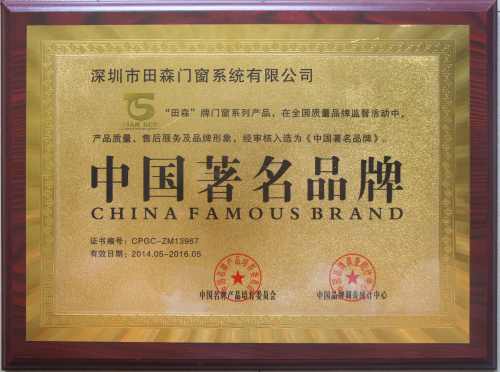 深圳市田森门窗系统有限公司
“田森”牌门窗系列产品，在全国质量品牌监督活动中，
产品质量、售后服务及品牌形象，经审核入选为《中国著名品牌》。
中国著名品牌
CHINA FAMOUS BRAND
证书编号：CPGC-ZM13967
有效日期：2014.05-2016.05
中国名牌产品培育委员会
中国品牌调查统计中心